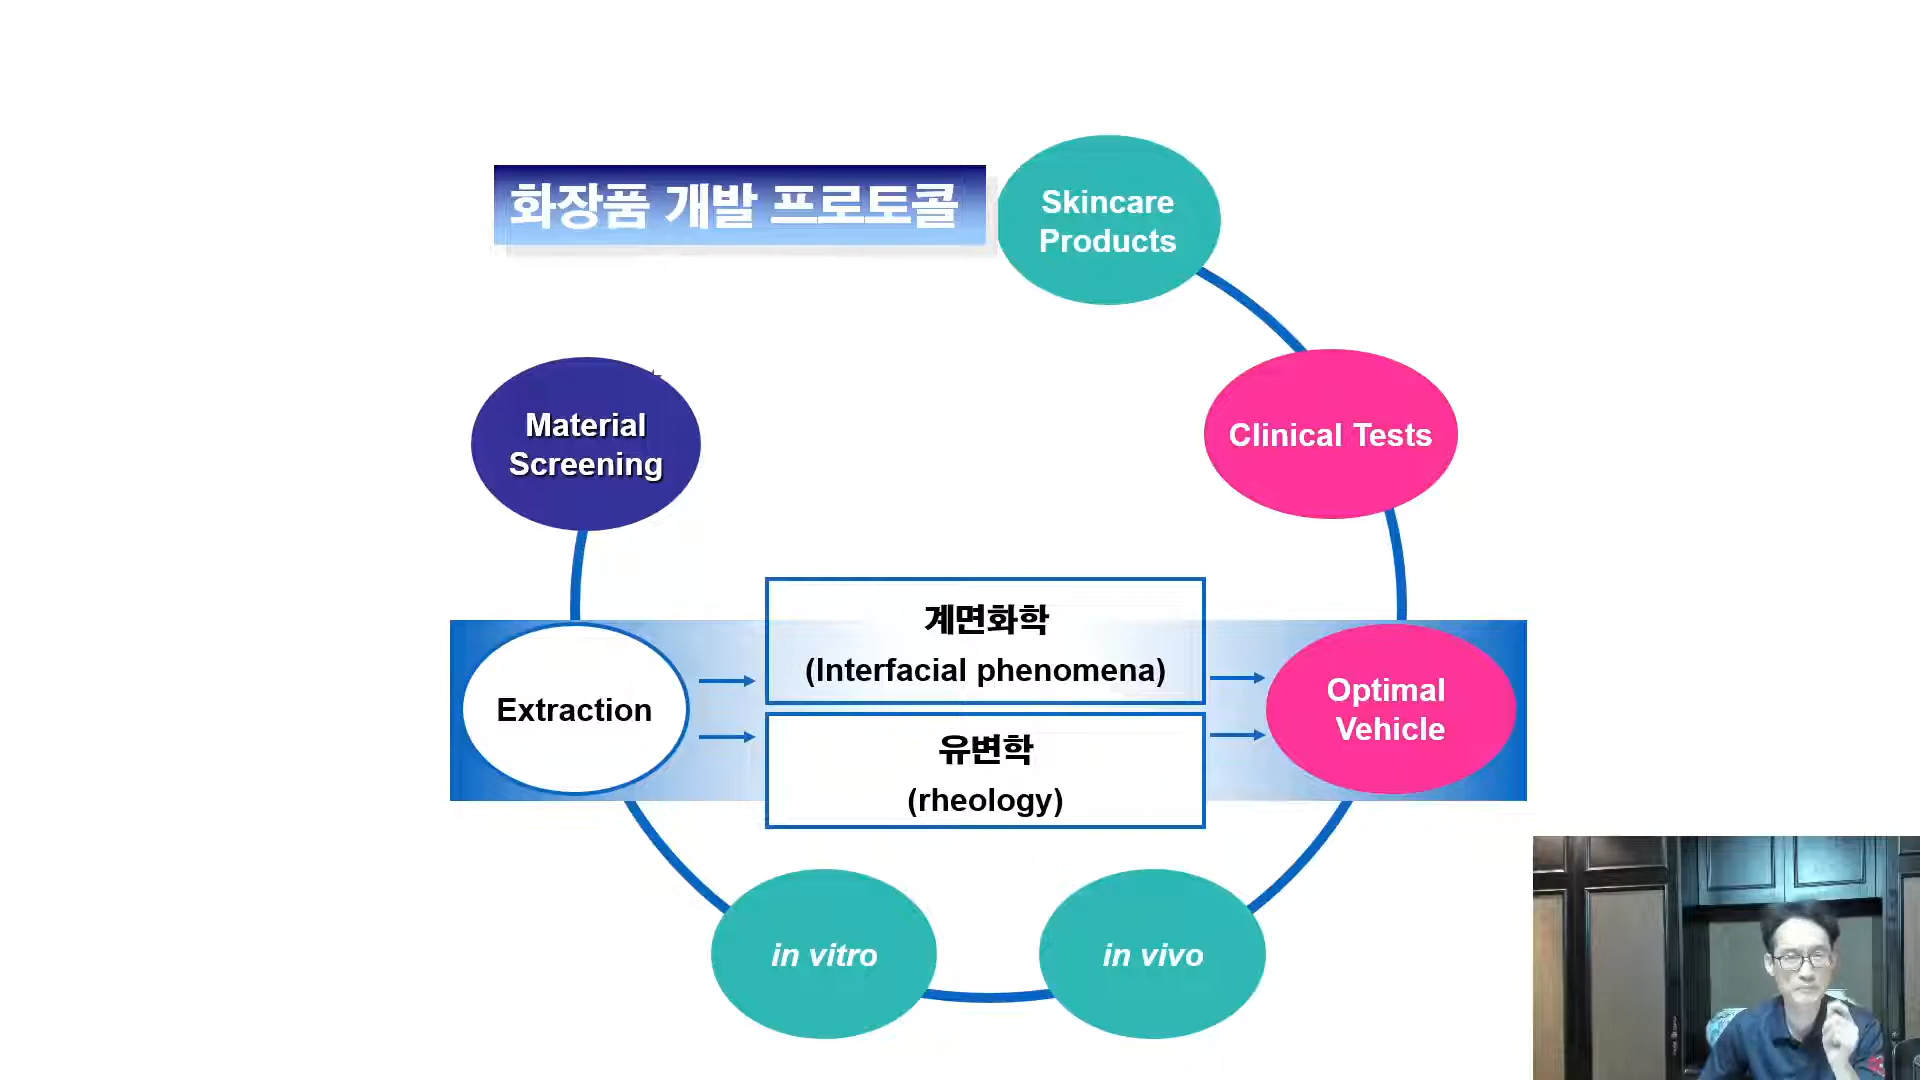 화장품 개발 프로토콜
Skincare
Products
Material
Screening
Clinical Tests
계면화학
(Interfacial phenomena)
Extraction
Optimal
Vehicle
유변학
(rheology)
in vitro
in vivo